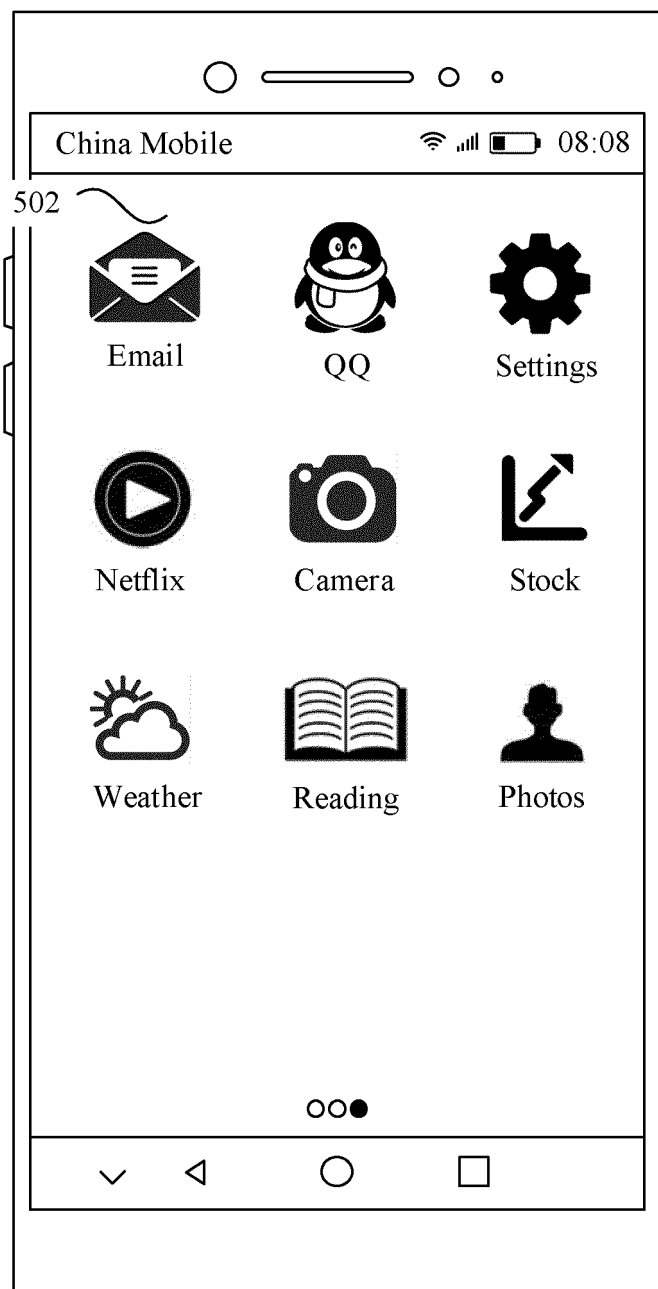 China Mobile 08:08
502
Email QQ Settings
Netflix Camera Stock
Weather Reading Photos